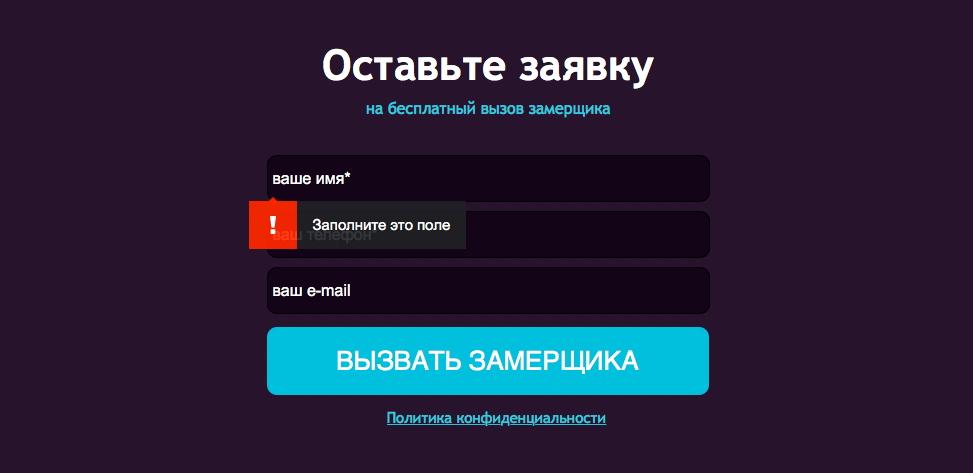 Оставьте заявку
на бесплатный вызов замерщика
ваше имя*
!
Заполните это поле
ваш телефон
ваш e-mail
ВЫЗВАТЬ ЗАМЕРЩИКА
Политика конфиденциальности